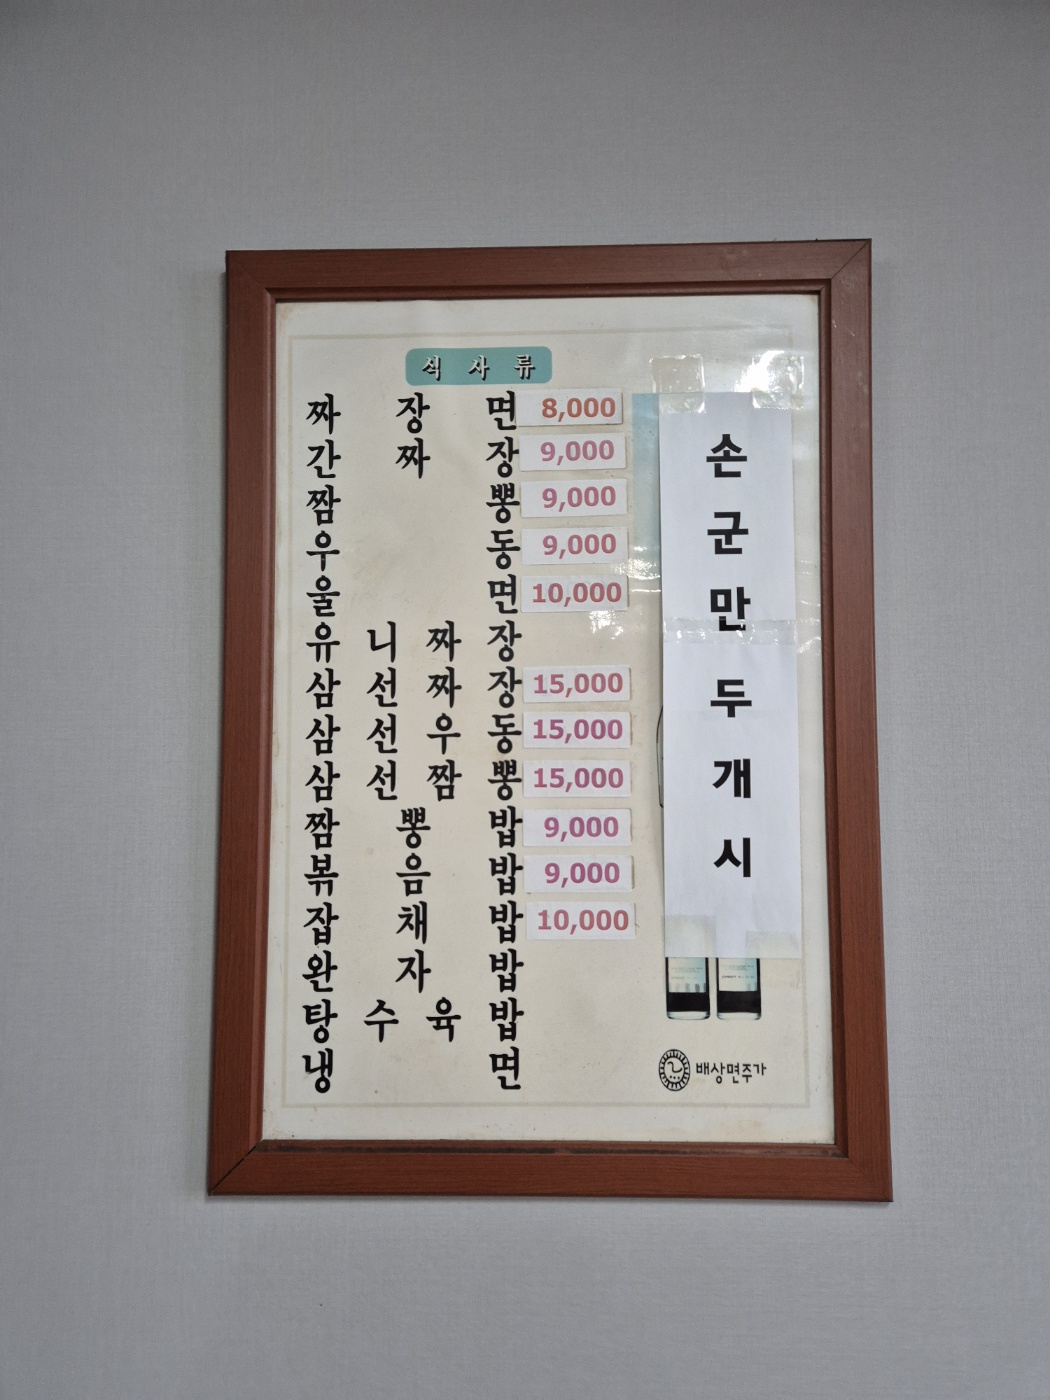 식 사 류
짜 장 면 8,000
간 짜 장 9,000
짬 뽕 9,000
우 동 9,000
울 면 10,000
유 니 짜 장
삼 선 짜 장 15,000
삼 선 우 동 15,000
삼 선 짬 뽕 15,000
짬 뽕 밥 9,000
볶 음 밥 9,000
잡 채 밥 10,000
완 자 밥
탕 수 육 밥
냉 면
손
군
만
두
개
시
배상면주가